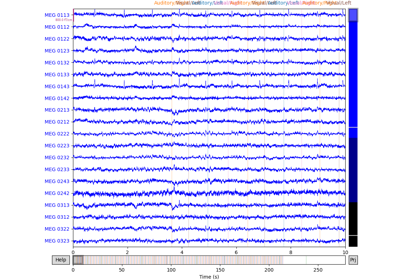 MEG 0113
MEG 0112
MEG 0122
MEG 0123
MEG 0132
MEG 0133
MEG 0143
MEG 0142
MEG 0213
MEG 0212
MEG 0222
MEG 0223
MEG 0232
MEG 0233
MEG 0243
MEG 0242
MEG 0313
MEG 0312
MEG 0322
MEG 0323
0 2 4 6 8 10
Help
0 50 100 150 200 250
Time (s)